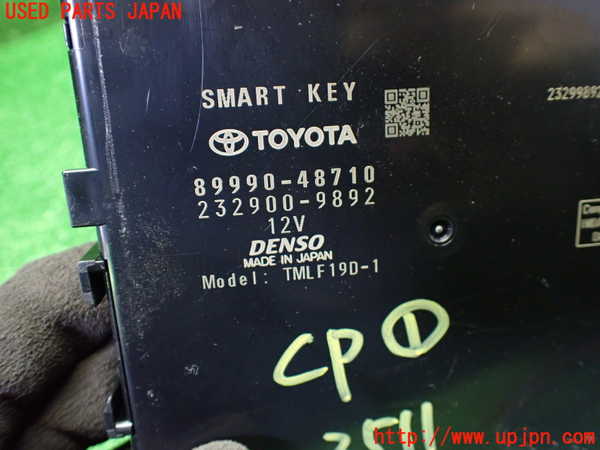 USED PARTS JAPAN
SMART KEY
TOYOTA
89990-48710
232900-9892
12V
DENSO
MADE IN JAPAN
Model: TMLF19D-1
23299892
CP①
http://www.upjpn.com